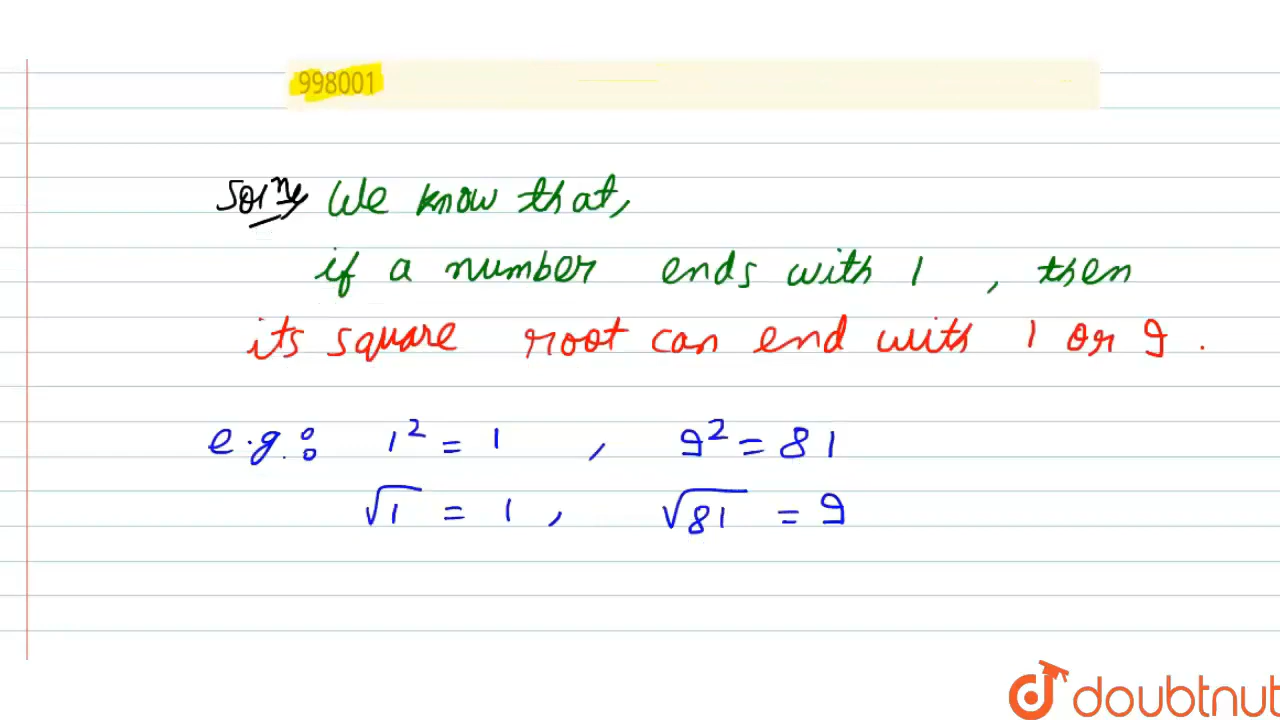 998001
Solⁿ: We know that,
if a number ends with 1 , then
its square root can end with 1 or 9 .
e.g.: 1² = 1 , 9² = 81
√1 = 1 , √81 = 9
doubtnut